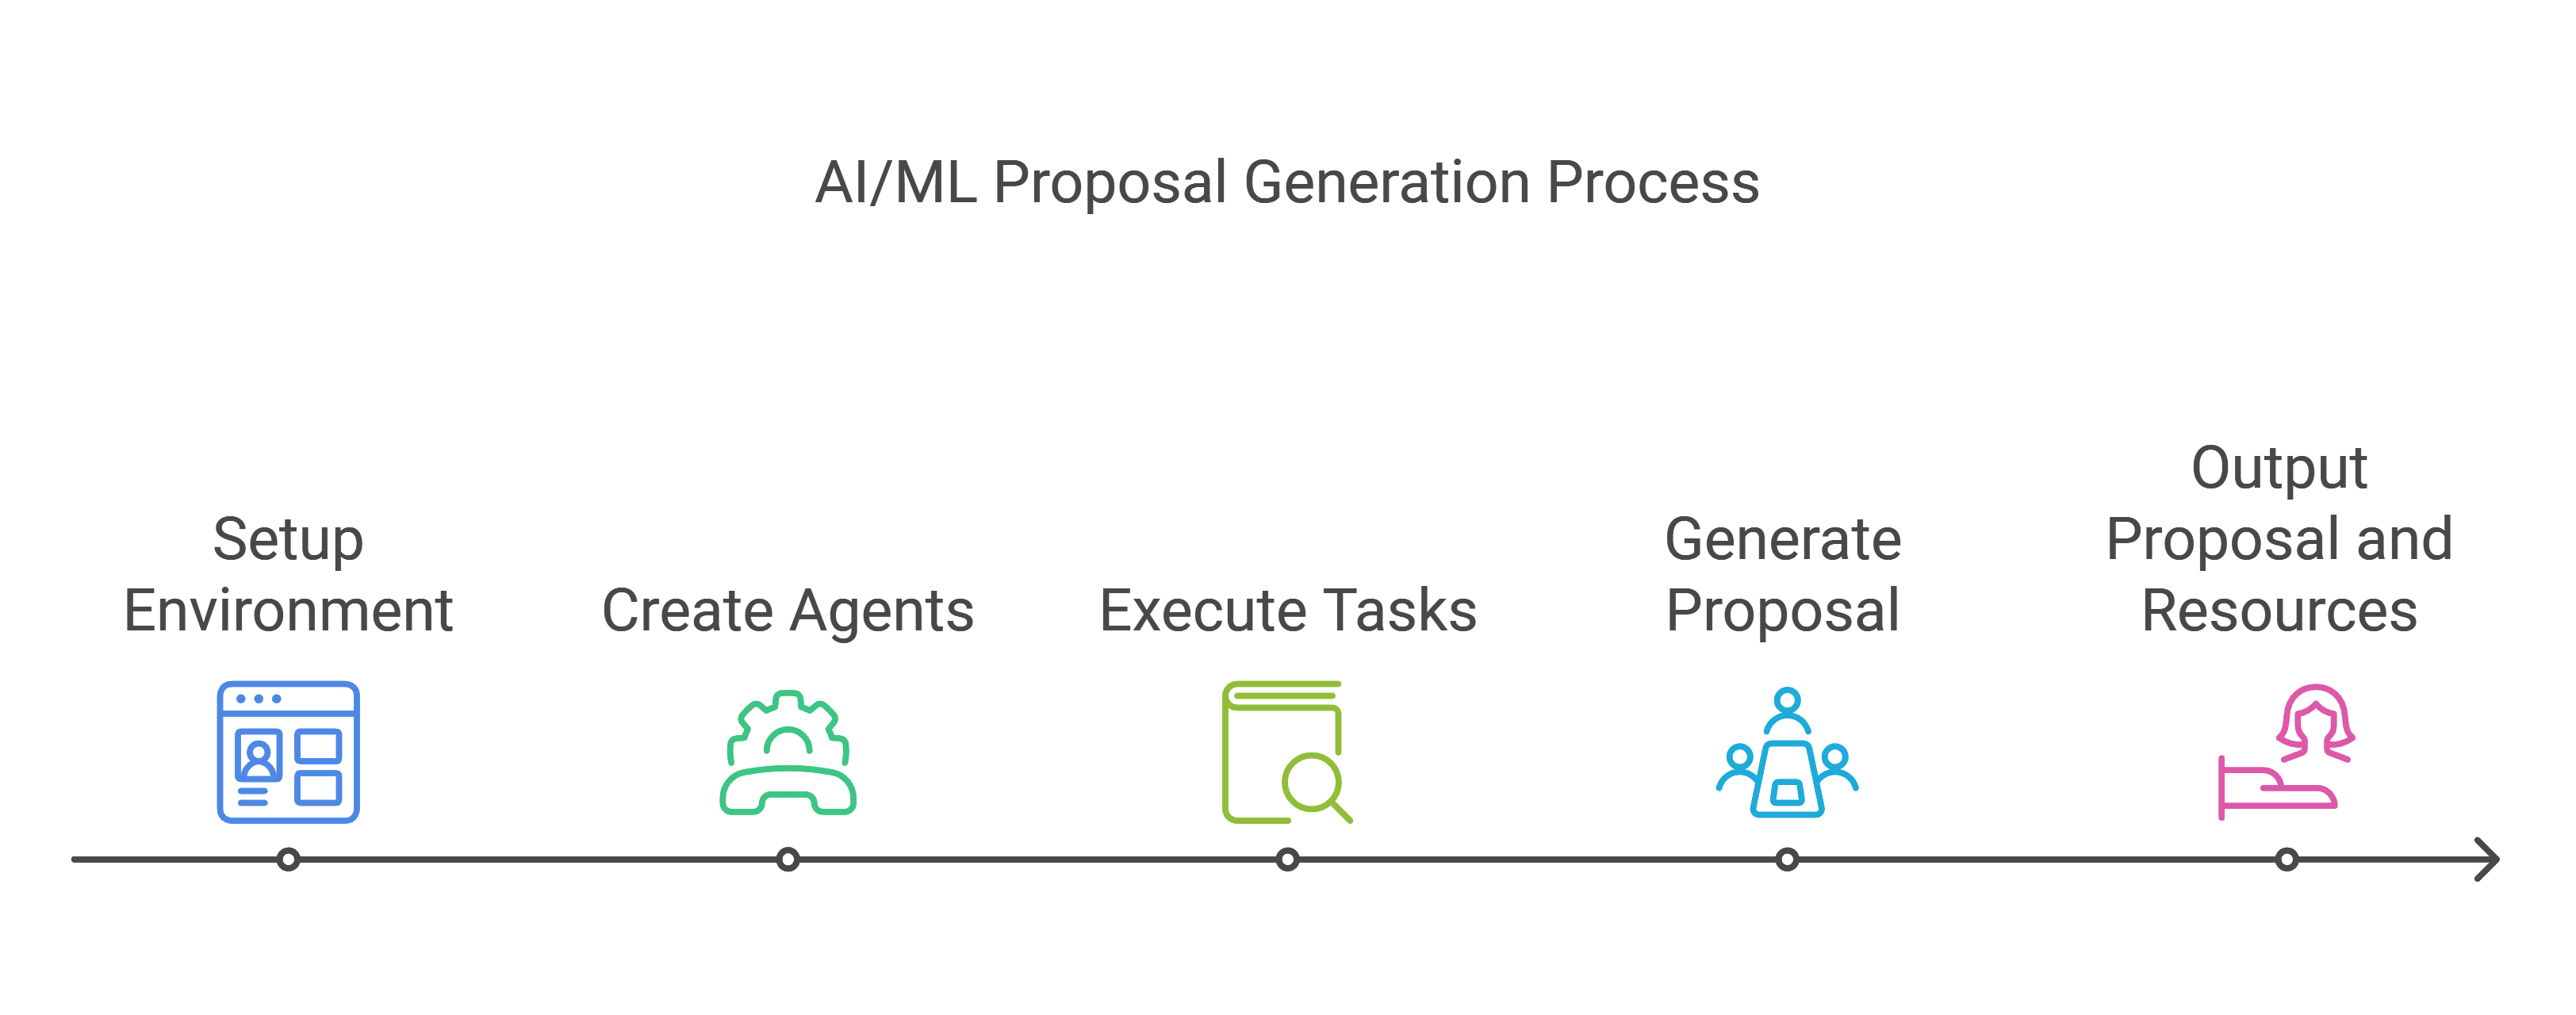 AI/ML Proposal Generation Process
Setup
Environment
Create Agents
Execute Tasks
Generate
Proposal
Output
Proposal and
Resources